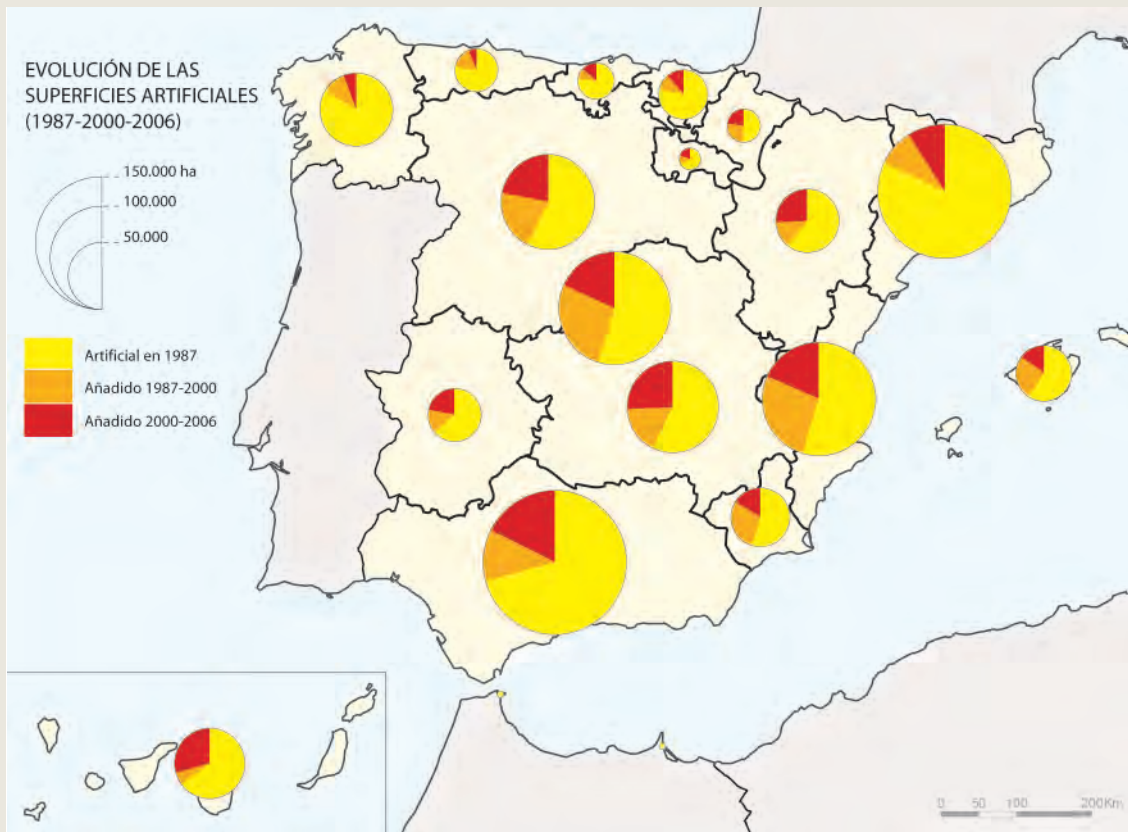 EVOLUCIÓN DE LAS
SUPERFICIES ARTIFICIALES
(1987-2000-2006)
150.000 ha
100.000
50.000
Artificial en 1987
Añadido 1987-2000
Añadido 2000-2006
0 50 100 200Km